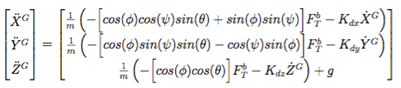 [Ẍ^G; Ÿ^G; Z̈^G] = [1/m (−[cos(ϕ)cos(ψ)sin(θ) + sin(ϕ)sin(ψ)] F_T^b − K_dx Ẋ^G)
1/m (−[cos(ϕ)sin(ψ)sin(θ) − cos(ψ)sin(ϕ)] F_T^b − K_dy Ẏ^G)
1/m (−[cos(ϕ)cos(θ)] F_T^b − K_dz Ż^G) + g]